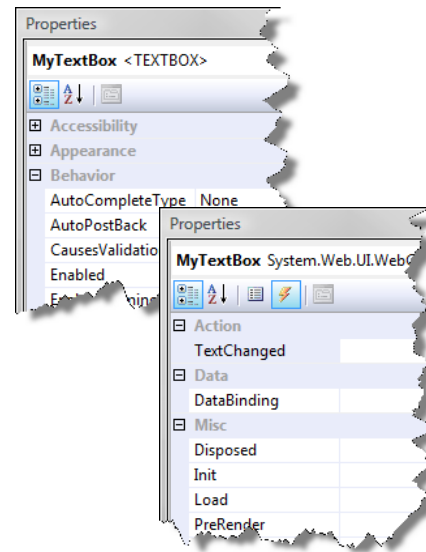 Properties
MyTextBox <TEXTBOX>
Accessibility
Appearance
Behavior
AutoCompleteType None
AutoPostBack
Enabled
Properties
MyTextBox System.Web.UI.WebC
Action
TextChanged
Data
DataBinding
Misc
Disposed
Init
Load
PreRender